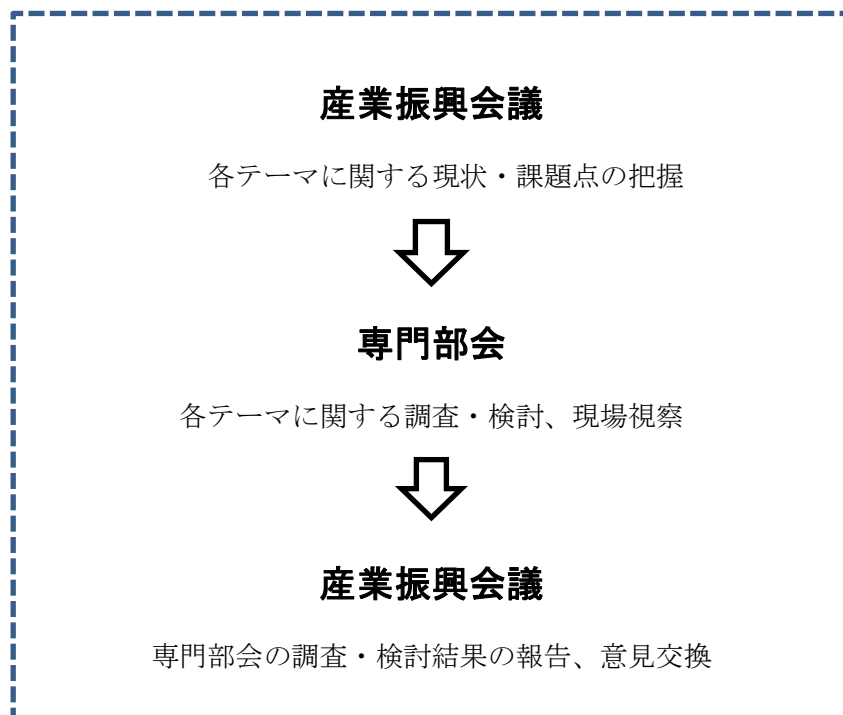 産業振興会議
各テーマに関する現状・課題点の把握
専門部会
各テーマに関する調査・検討、現場視察
産業振興会議
専門部会の調査・検討結果の報告、意見交換